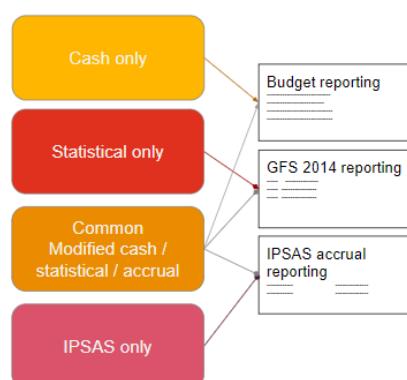 Cash only
Statistical only
Common
Modified cash /
statistical / accrual
IPSAS only
Budget reporting
GFS 2014 reporting
IPSAS accrual
reporting